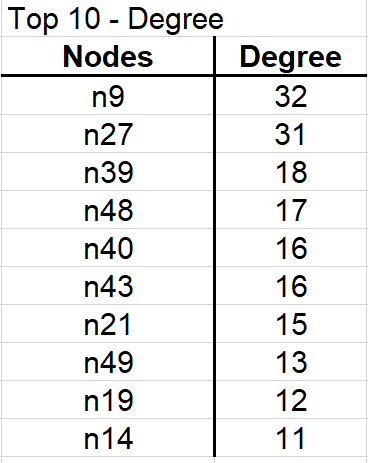 Top 10 - Degree
Nodes Degree
n9 32
n27 31
n39 18
n48 17
n40 16
n43 16
n21 15
n49 13
n19 12
n14 11